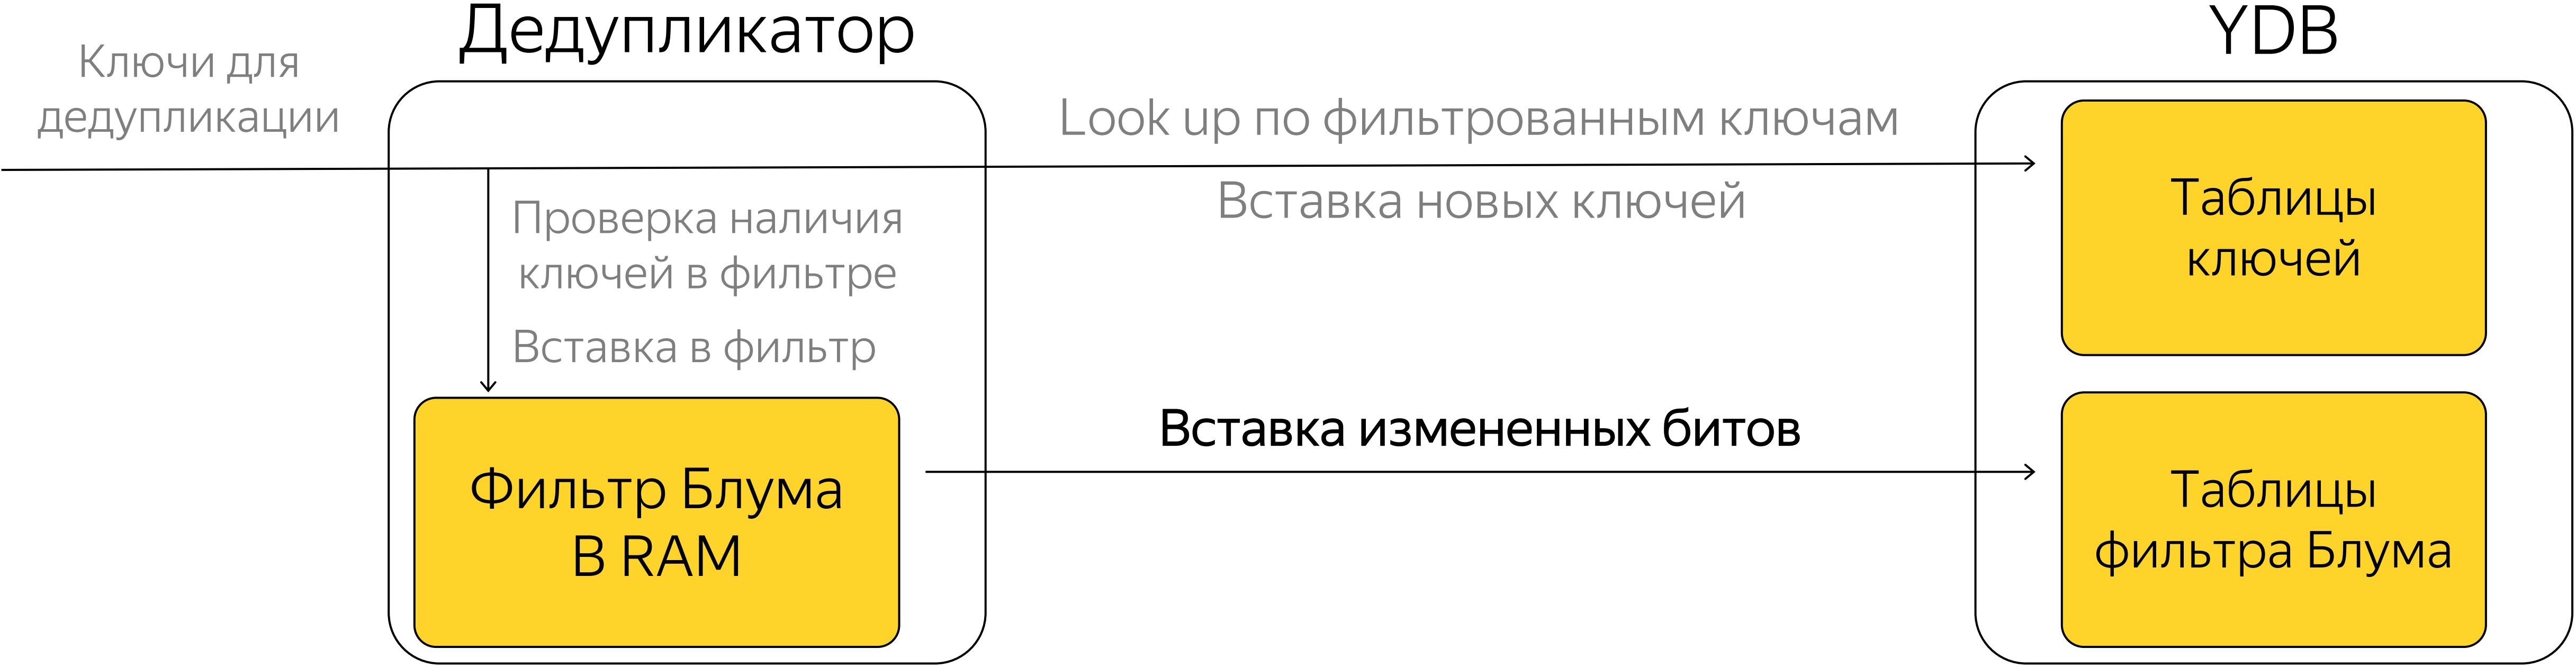 Дедупликатор
YDB
Ключи для
дедупликации
Look up по фильтрованным ключам
Вставка новых ключей
Проверка наличия
ключей в фильтре
Вставка в фильтр
Таблицы
ключей
Фильтр Блума
В RAM
Вставка измененных битов
Таблицы
фильтра Блума